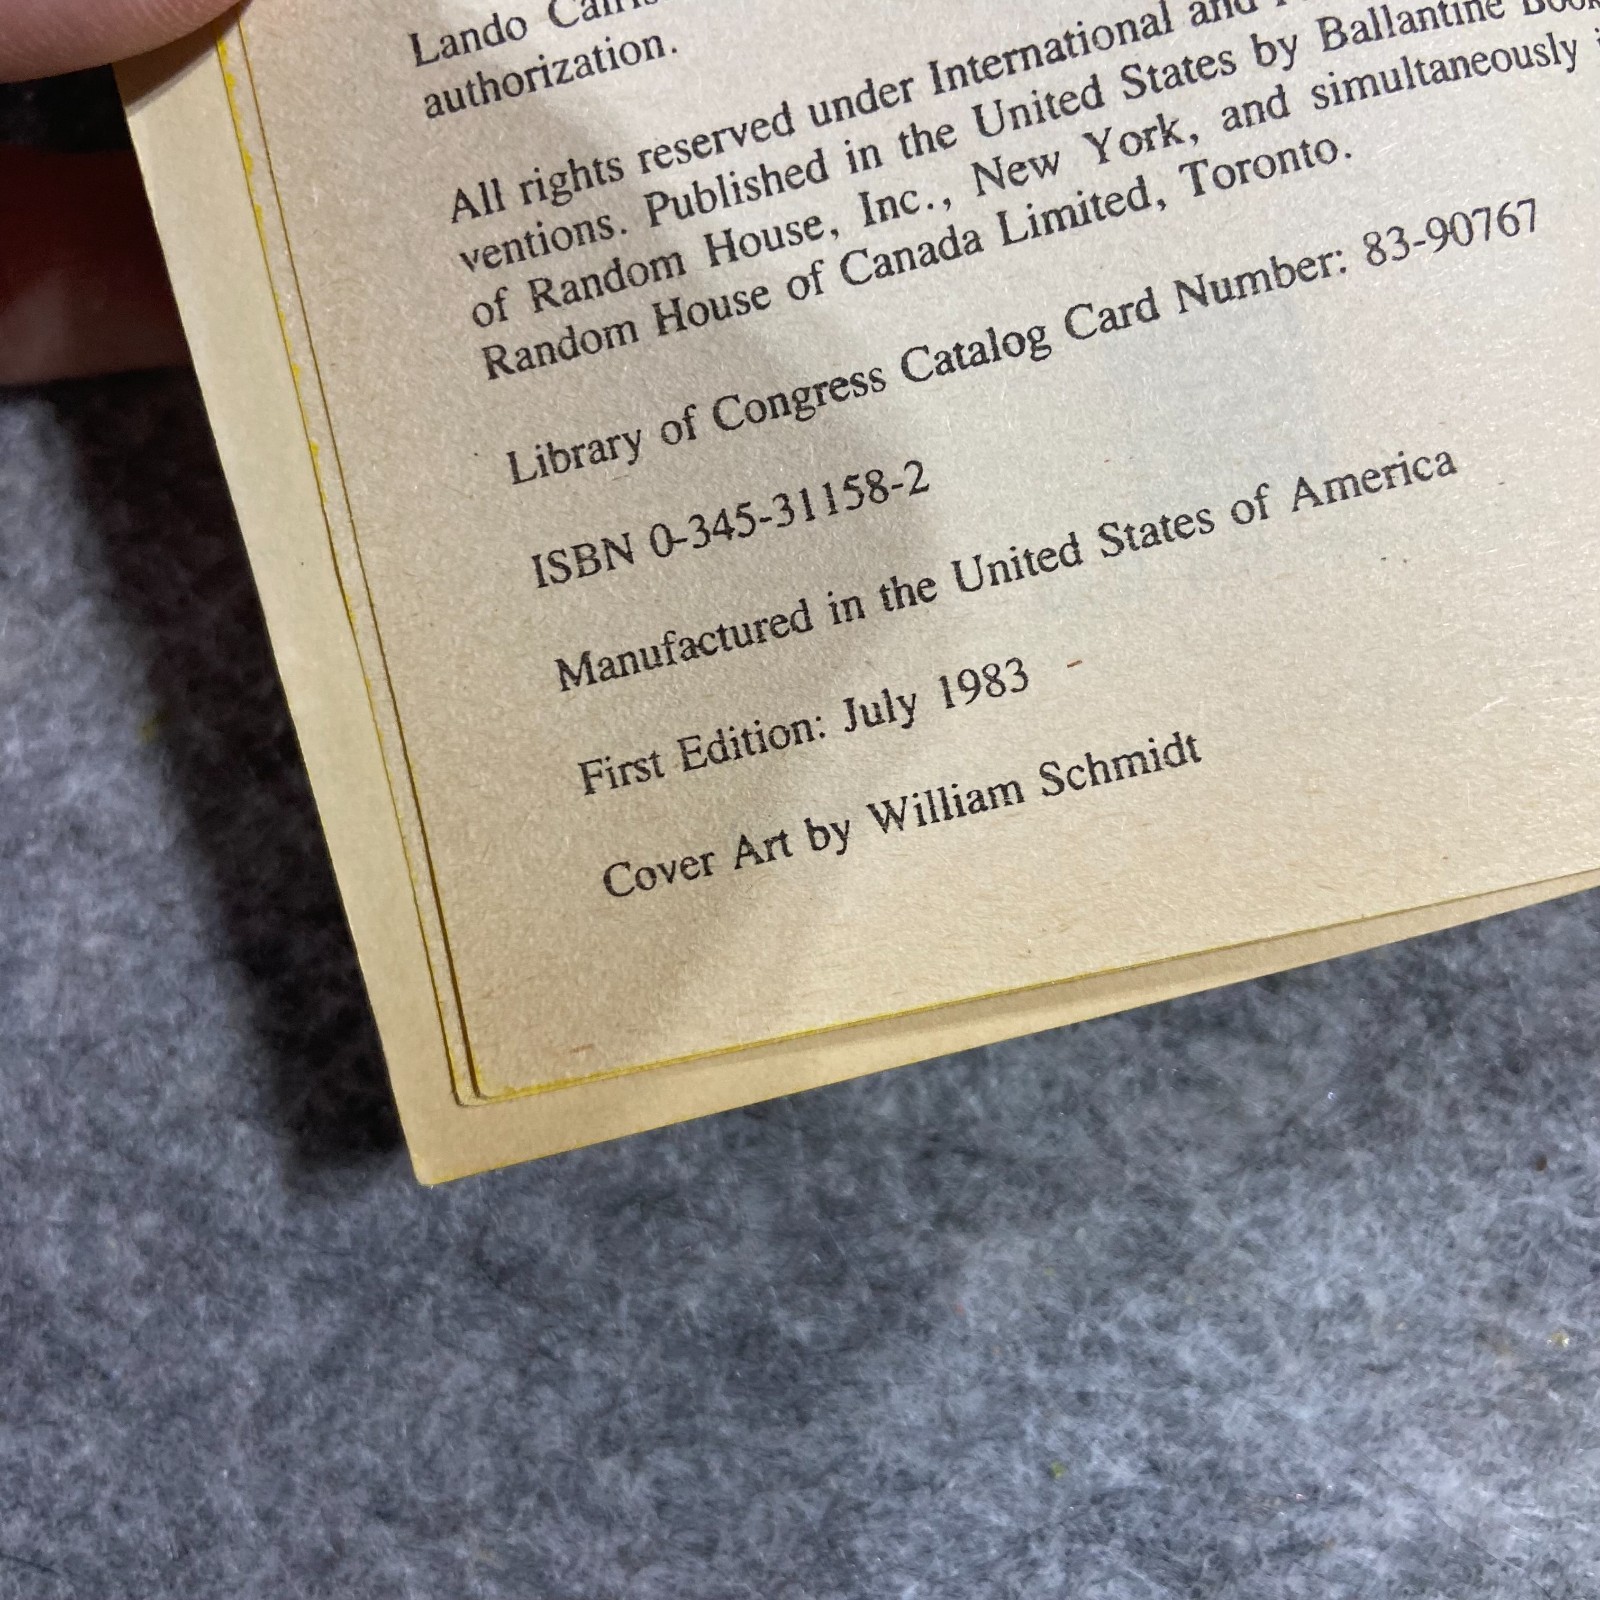 Lando
authorization.
All rights reserved under International and
ventions. Published in the United States by Ballantine
of Random House, Inc., New York, and simultaneously
Random House of Canada Limited, Toronto.
Library of Congress Catalog Card Number: 83-90767
ISBN 0-345-31158-2
Manufactured in the United States of America
First Edition: July 1983
Cover Art by William Schmidt